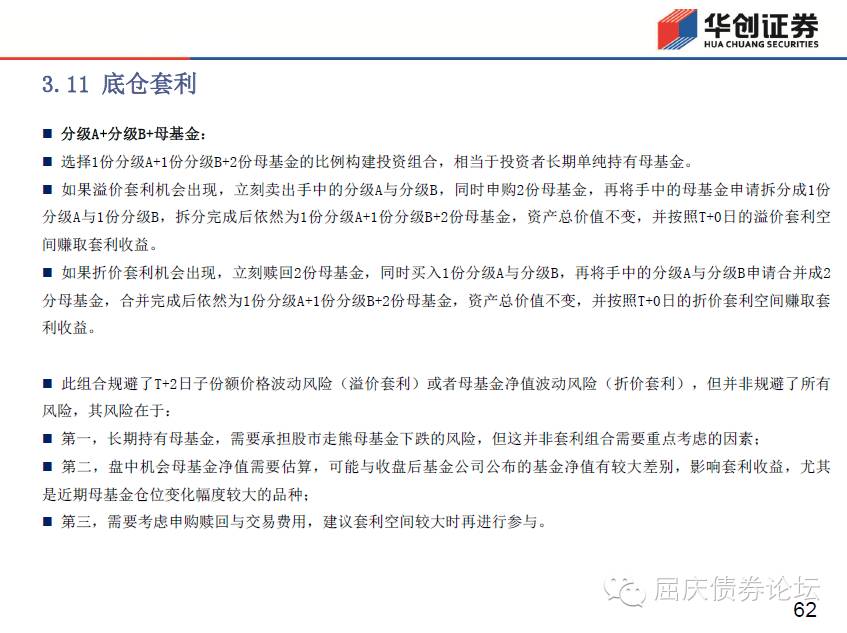 华创证券
HUA CHUANG SECURITIES
3.11 底仓套利
■ 分级A+分级B+母基金：
■ 选择1份分级A+1份分级B+2份母基金的比例构建投资组合，相当于投资者长期单纯持有母基金。
■ 如果溢价套利机会出现，立刻卖出手中的分级A与分级B，同时申购2份母基金，再将手中的母基金申请拆分成1份
分级A与1份分级B，拆分完成后依然为1份分级A+1份分级B+2份母基金，资产总价值不变，并按照T+0日的溢价套利空
间赚取套利收益。
■ 如果折价套利机会出现，立刻赎回2份母基金，同时买入1份分级A与分级B，再将手中的分级A与分级B申请合并成2
分母基金，合并完成后依然为1份分级A+1份分级B+2份母基金，资产总价值不变，并按照T+0日的折价套利空间赚取套
利收益。
■ 此组合规避了T+2日子份额价格波动风险（溢价套利）或者母基金净值波动风险（折价套利），但并非规避了所有
风险，其风险在于：
■ 第一，长期持有母基金，需要承担股市走熊母基金下跌的风险，但这并非套利组合需要重点考虑的因素；
■ 第二，盘中机会母基金净值需要估算，可能与收盘后基金公司公布的基金净值有较大差别，影响套利收益，尤其
是近期母基金仓位变化幅度较大的品种；
■ 第三，需要考虑申购赎回与交易费用，建议套利空间较大时再进行参与。
屈庆债券论坛
62